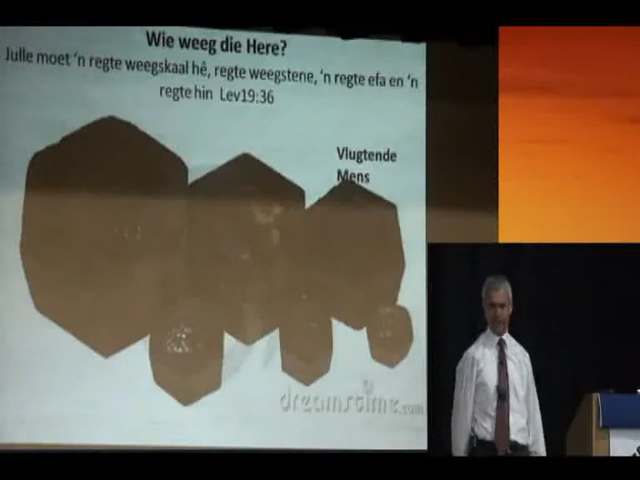 Wie weeg die Here?
Julle moet 'n regte weegskaal hê, regte weegstene, 'n regte efa en 'n
regte hin Lev19:36
Vlugtende
Mens
dreamstime.com